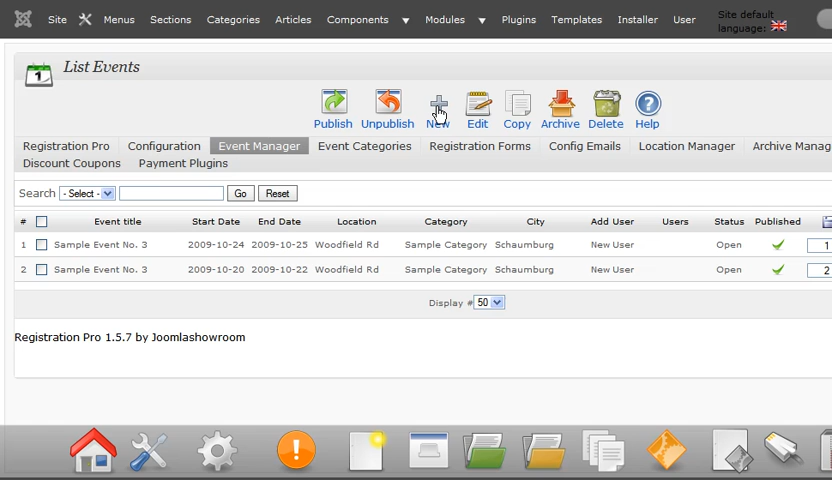 Site Menus Sections Categories Articles Components Modules Plugins Templates Installer User Site default language:
List Events
1
Publish Unpublish New Edit Copy Archive Delete Help
Registration Pro Configuration Event Manager Event Categories Registration Forms Config Emails Location Manager Archive Manag
Discount Coupons Payment Plugins
Search - Select - Go Reset
# Event title Start Date End Date Location Category City Add User Users Status Published
1 Sample Event No. 3 2009-10-24 2009-10-25 Woodfield Rd Sample Category Schaumburg New User Open 1
2 Sample Event No. 3 2009-10-20 2009-10-22 Woodfield Rd Sample Category Schaumburg New User Open 2
Display # 50
Registration Pro 1.5.7 by Joomlashowroom